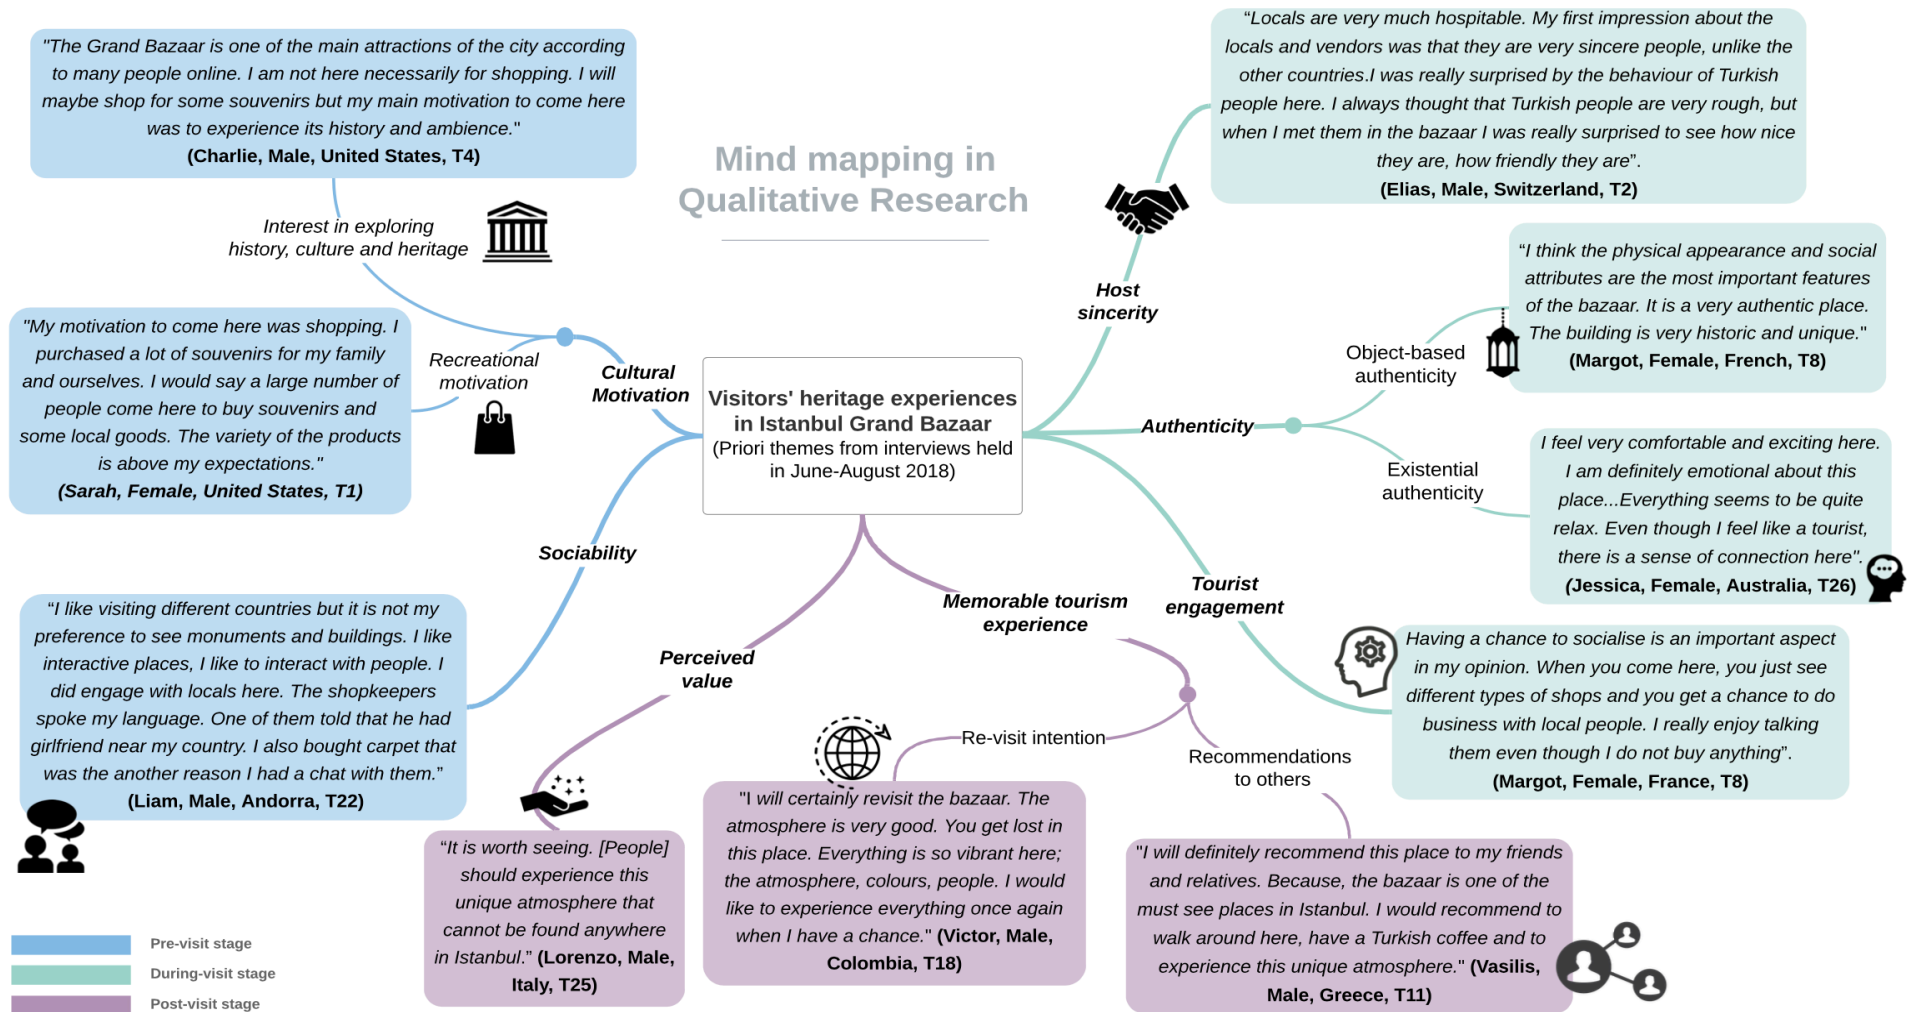 Mind mapping in
Qualitative Research
"The Grand Bazaar is one of the main attractions of the city according
to many people online. I am not here necessarily for shopping. I will
maybe shop for some souvenirs but my main motivation to come here
was to experience its history and ambience."
(Charlie, Male, United States, T4)
Interest in exploring
history, culture and heritage
"My motivation to come here was shopping. I
purchased a lot of souvenirs for my family
and ourselves. I would say a large number of
people come here to buy souvenirs and
some local goods. The variety of the products
is above my expectations."
(Sarah, Female, United States, T1)
Recreational
motivation
Cultural
Motivation
Sociability
“I like visiting different countries but it is not my
preference to see monuments and buildings. I like
interactive places, I like to interact with people. I
did engage with locals here. The shopkeepers
spoke my language. One of them told that he had
girlfriend near my country. I also bought carpet that
was the another reason I had a chat with them.”
(Liam, Male, Andorra, T22)
Visitors' heritage experiences
in Istanbul Grand Bazaar
(Priori themes from interviews held
in June-August 2018)
“Locals are very much hospitable. My first impression about the
locals and vendors was that they are very sincere people, unlike the
other countries.I was really surprised by the behaviour of Turkish
people here. I always thought that Turkish people are very rough, but
when I met them in the bazaar I was really surprised to see how nice
they are, how friendly they are”.
(Elias, Male, Switzerland, T2)
Host
sincerity
Authenticity
Object-based
authenticity
“I think the physical appearance and social
attributes are the most important features
of the bazaar. It is a very authentic place.
The building is very historic and unique."
(Margot, Female, French, T8)
Existential
authenticity
I feel very comfortable and exciting here.
I am definitely emotional about this
place...Everything seems to be quite
relax. Even though I feel like a tourist,
there is a sense of connection here".
(Jessica, Female, Australia, T26)
Tourist
engagement
Having a chance to socialise is an important aspect
in my opinion. When you come here, you just see
different types of shops and you get a chance to do
business with local people. I really enjoy talking
them even though I do not buy anything”.
(Margot, Female, France, T8)
Memorable tourism
experience
Perceived
value
“It is worth seeing. [People]
should experience this
unique atmosphere that
cannot be found anywhere
in Istanbul.” (Lorenzo, Male,
Italy, T25)
Re-visit intention
"I will certainly revisit the bazaar. The
atmosphere is very good. You get lost in
this place. Everything is so vibrant here;
the atmosphere, colours, people. I would
like to experience everything once again
when I have a chance." (Victor, Male,
Colombia, T18)
Recommendations
to others
"I will definitely recommend this place to my friends
and relatives. Because, the bazaar is one of the
must see places in Istanbul. I would recommend to
walk around here, have a Turkish coffee and to
experience this unique atmosphere." (Vasilis,
Male, Greece, T11)
Pre-visit stage
During-visit stage
Post-visit stage